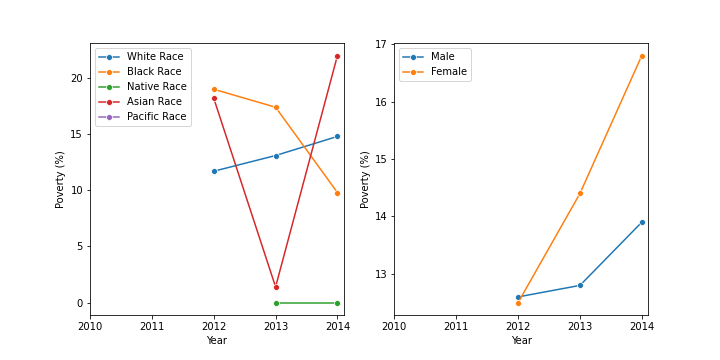 White Race
Black Race
Native Race
Asian Race
Pacific Race
Poverty (%)
20
15
10
5
0
2010 2011 2012 2013 2014
Year
Male
Female
Poverty (%)
17
16
15
14
13
2010 2011 2012 2013 2014
Year